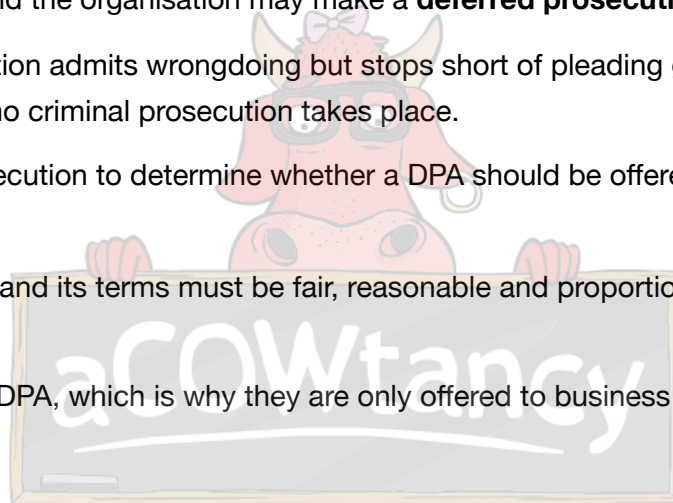 nd the organisation may make a deferred prosecuti
tion admits wrongdoing but stops short of pleading
no criminal prosecution takes place.
ecution to determine whether a DPA should be offere
and its terms must be fair, reasonable and proportio
DPA, which is why they are only offered to business
aCOWtancy